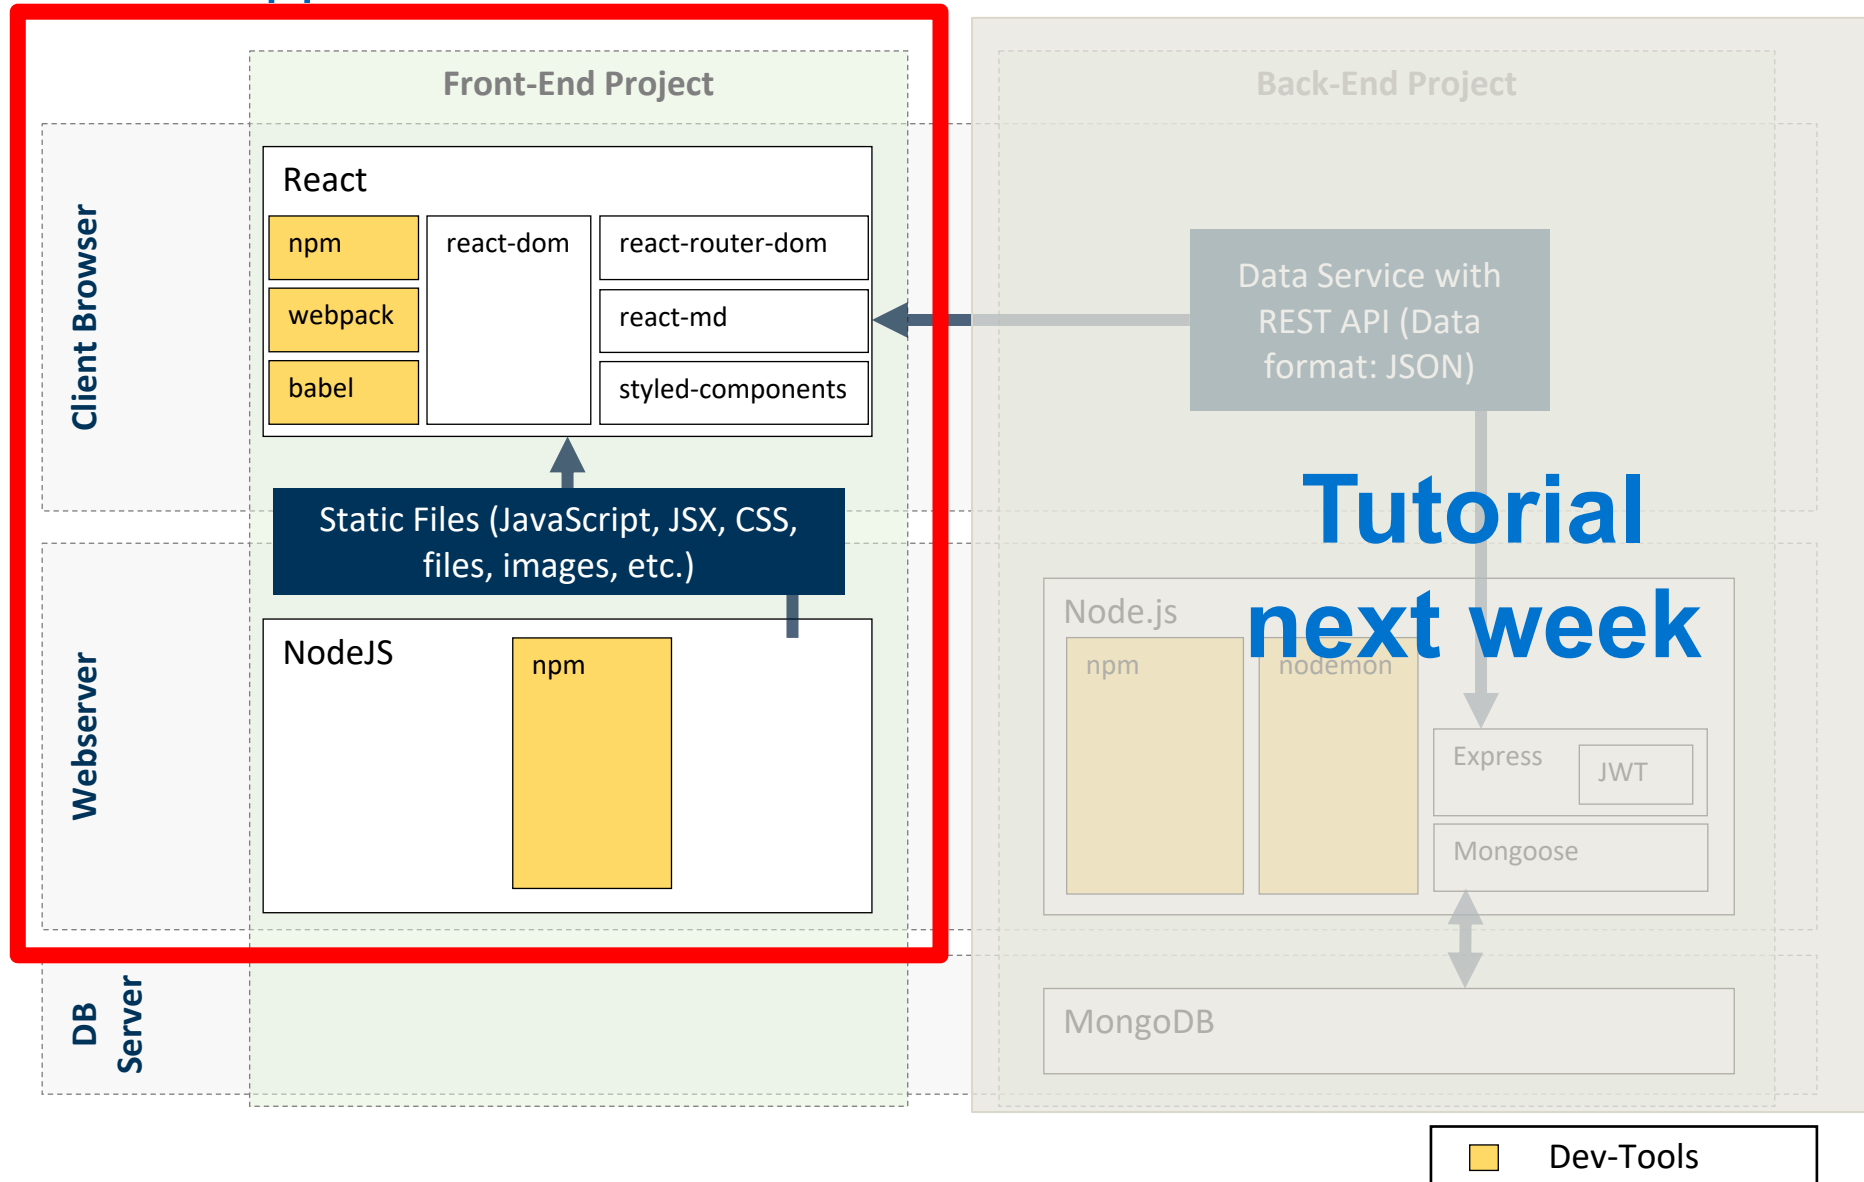 Front-End Project
Back-End Project
Client Browser
React
npm
react-dom
react-router-dom
webpack
react-md
babel
styled-components
Data Service with
REST API (Data
format: JSON)
Static Files (JavaScript, JSX, CSS,
files, images, etc.)
Tutorial
next week
Webserver
NodeJS
npm
Node.js
npm
nodemon
Express
JWT
Mongoose
DB
Server
MongoDB
Dev-Tools